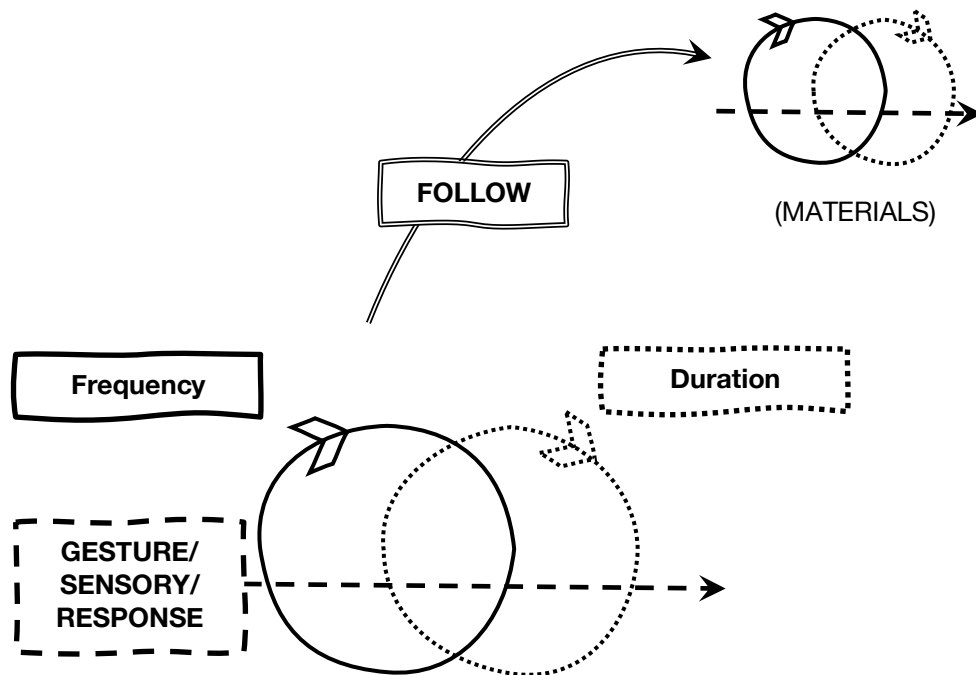 FOLLOW
(MATERIALS)
Frequency
Duration
GESTURE/
SENSORY/
RESPONSE